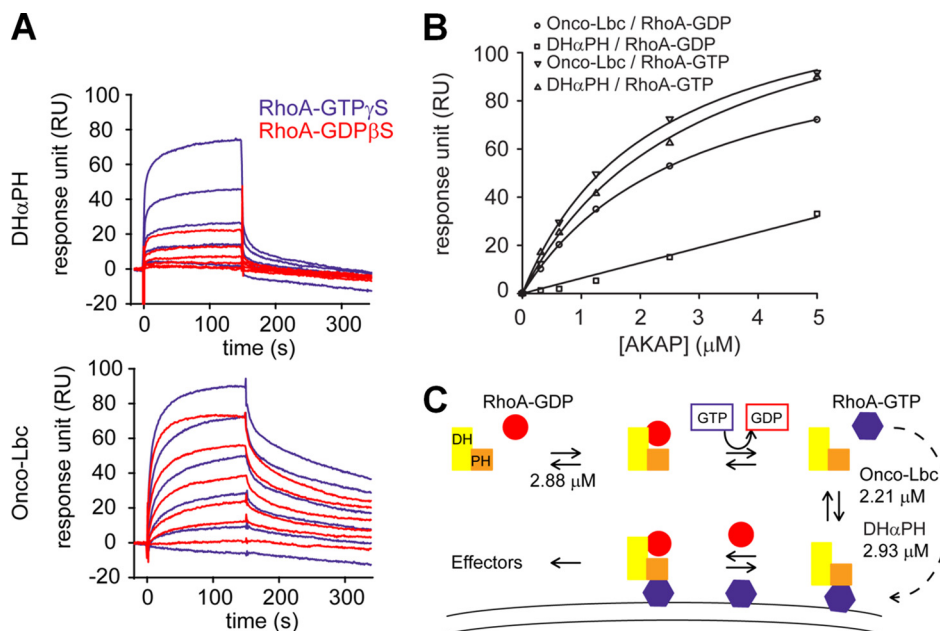 A
RhoA-GTPγS
RhoA-GDPβS
DHαPH
response unit (RU)
100
80
60
40
20
0
-20
0
100
200
300
time (s)
Onco-Lbc
response unit (RU)
100
80
60
40
20
0
-20
0
100
200
300
time (s)
B
Onco-Lbc / RhoA-GDP
DHαPH / RhoA-GDP
Onco-Lbc / RhoA-GTP
DHαPH / RhoA-GTP
response unit (RU)
100
80
60
40
20
0
0
1
2
3
4
5
[AKAP] (μM)
C
RhoA-GDP
DH
PH
2.88 μM
GTP
GDP
RhoA-GTP
Onco-Lbc
2.21 μM
DHαPH
2.93 μM
Effectors